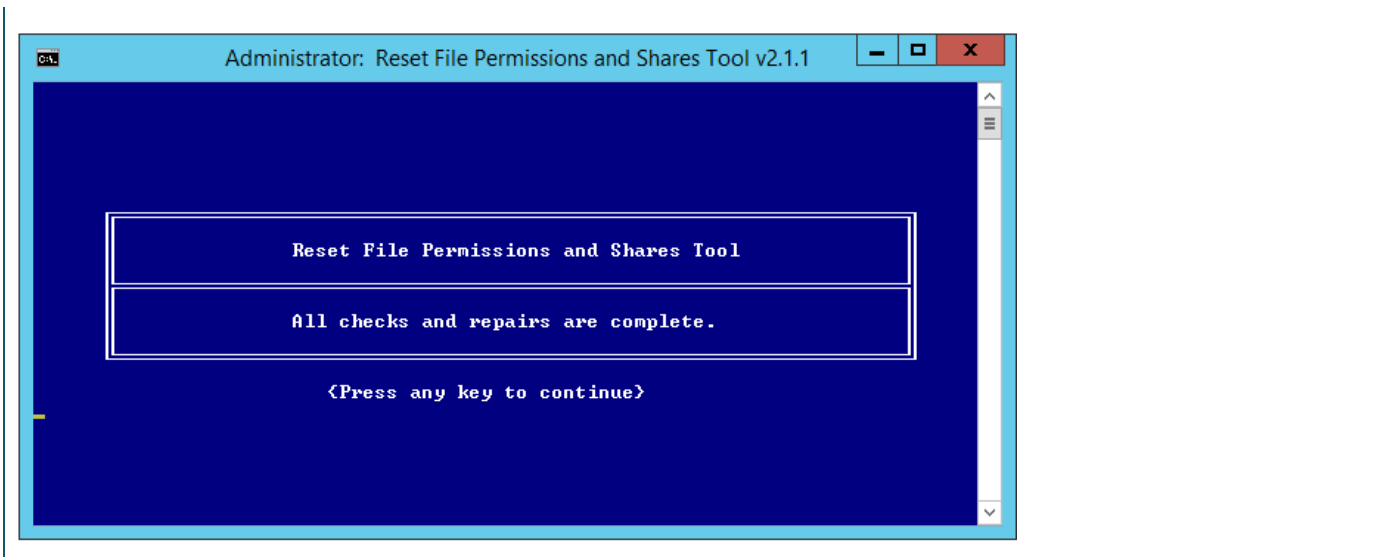 Administrator: Reset File Permissions and Shares Tool v2.1.1
Reset File Permissions and Shares Tool
All checks and repairs are complete.
{Press any key to continue}